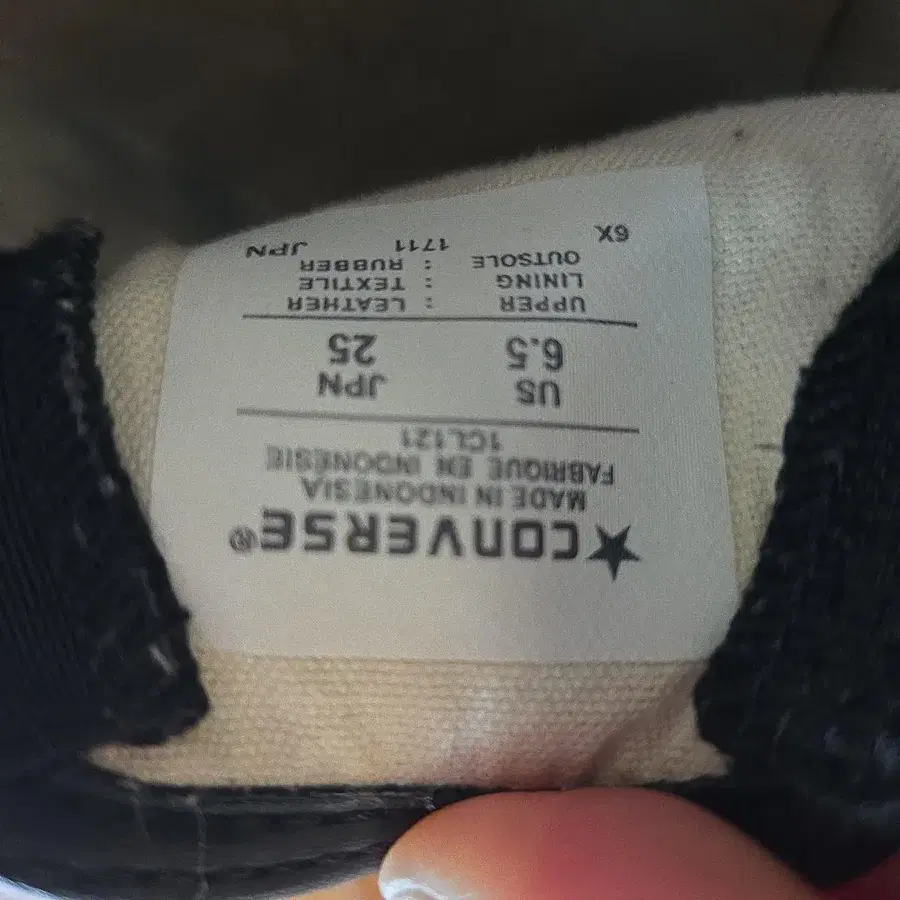 CONVERSE®
MADE IN INDONESIA
FABRIQUE EN INDONÉSIE
1CL121
US JPN
6.5 25
UPPER : LEATHER
LINING : TEXTILE
OUTSOLE : RUBBER
6X 1711 JPN